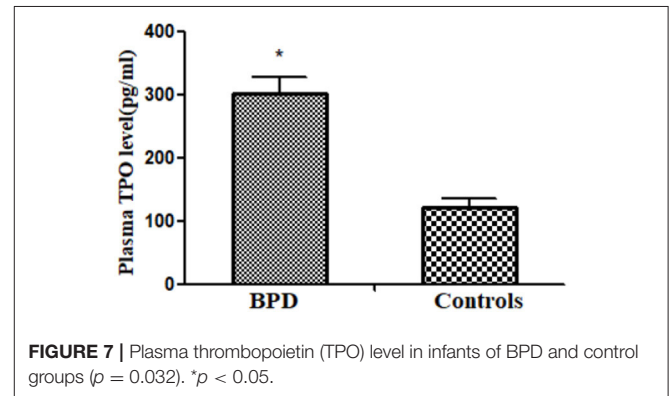 Plasma TPO level(pg/ml)
400
300
200
100
0
*
BPD Controls
FIGURE 7 | Plasma thrombopoietin (TPO) level in infants of BPD and control
groups (p = 0.032). *p < 0.05.